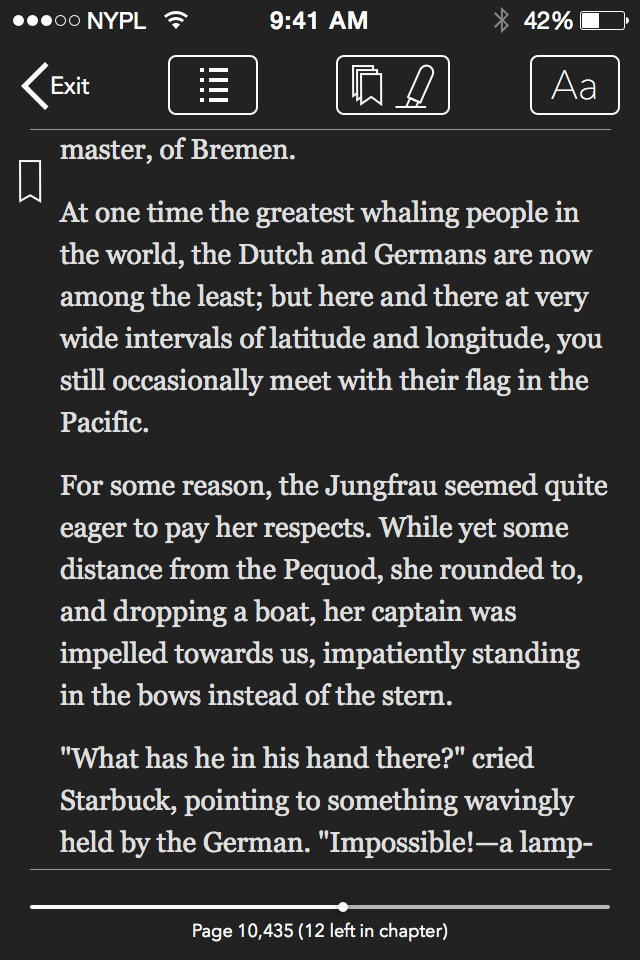 NYPL 9:41 AM 42%
Exit Aa
master, of Bremen.
At one time the greatest whaling people in
the world, the Dutch and Germans are now
among the least; but here and there at very
wide intervals of latitude and longitude, you
still occasionally meet with their flag in the
Pacific.
For some reason, the Jungfrau seemed quite
eager to pay her respects. While yet some
distance from the Pequod, she rounded to,
and dropping a boat, her captain was
impelled towards us, impatiently standing
in the bows instead of the stern.
"What has he in his hand there?" cried
Starbuck, pointing to something wavingly
held by the German. "Impossible!—a lamp-
Page 10,435 (12 left in chapter)